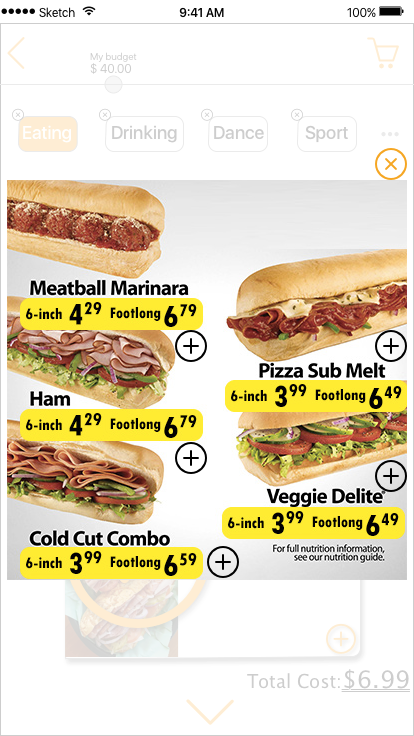 Sketch 9:41 AM 100%
My budget
$ 40.00
Eating Drinking Dance Sport
Meatball Marinara
6-inch 4 29 Footlong 6 79
Pizza Sub Melt
6-inch 3 99 Footlong 6 49
Ham
6-inch 4 29 Footlong 6 79
Veggie Delite®
6-inch 3 99 Footlong 6 49
Cold Cut Combo
6-inch 3 99 Footlong 6 59
For full nutrition information,
see our nutrition guide.
Total Cost:$6.99